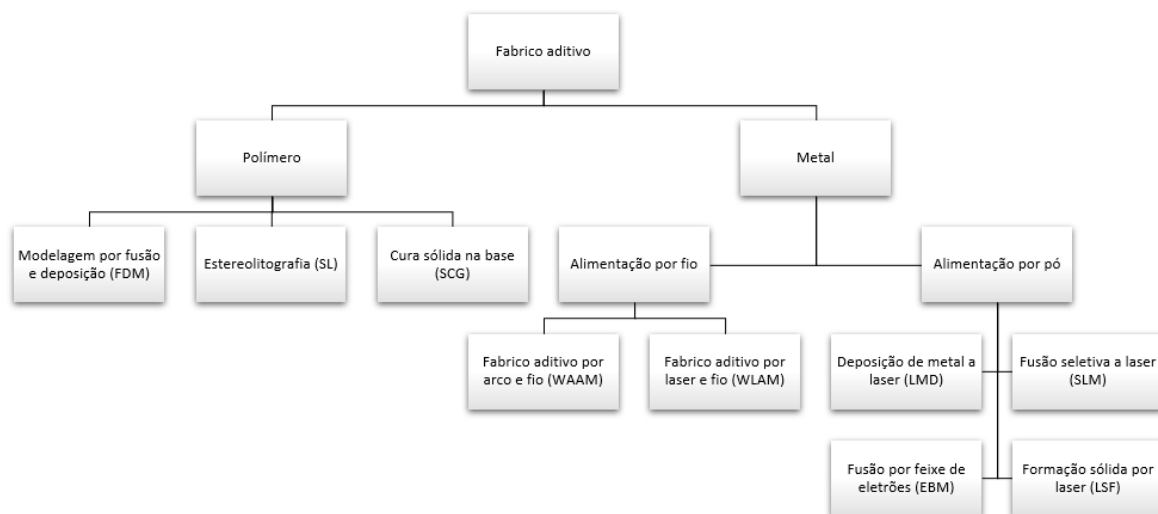 Fabrico aditivo
Polímero
Metal
Modelagem por fusão
e deposição (FDM)
Estereolitografia (SL)
Cura sólida na base
(SCG)
Alimentação por fio
Alimentação por pó
Fabrico aditivo por
arco e fio (WAAM)
Fabrico aditivo por
laser e fio (WLAM)
Deposição de metal a
laser (LMD)
Fusão seletiva a laser
(SLM)
Fusão por feixe de
eletrões (EBM)
Formação sólida por
laser (LSF)